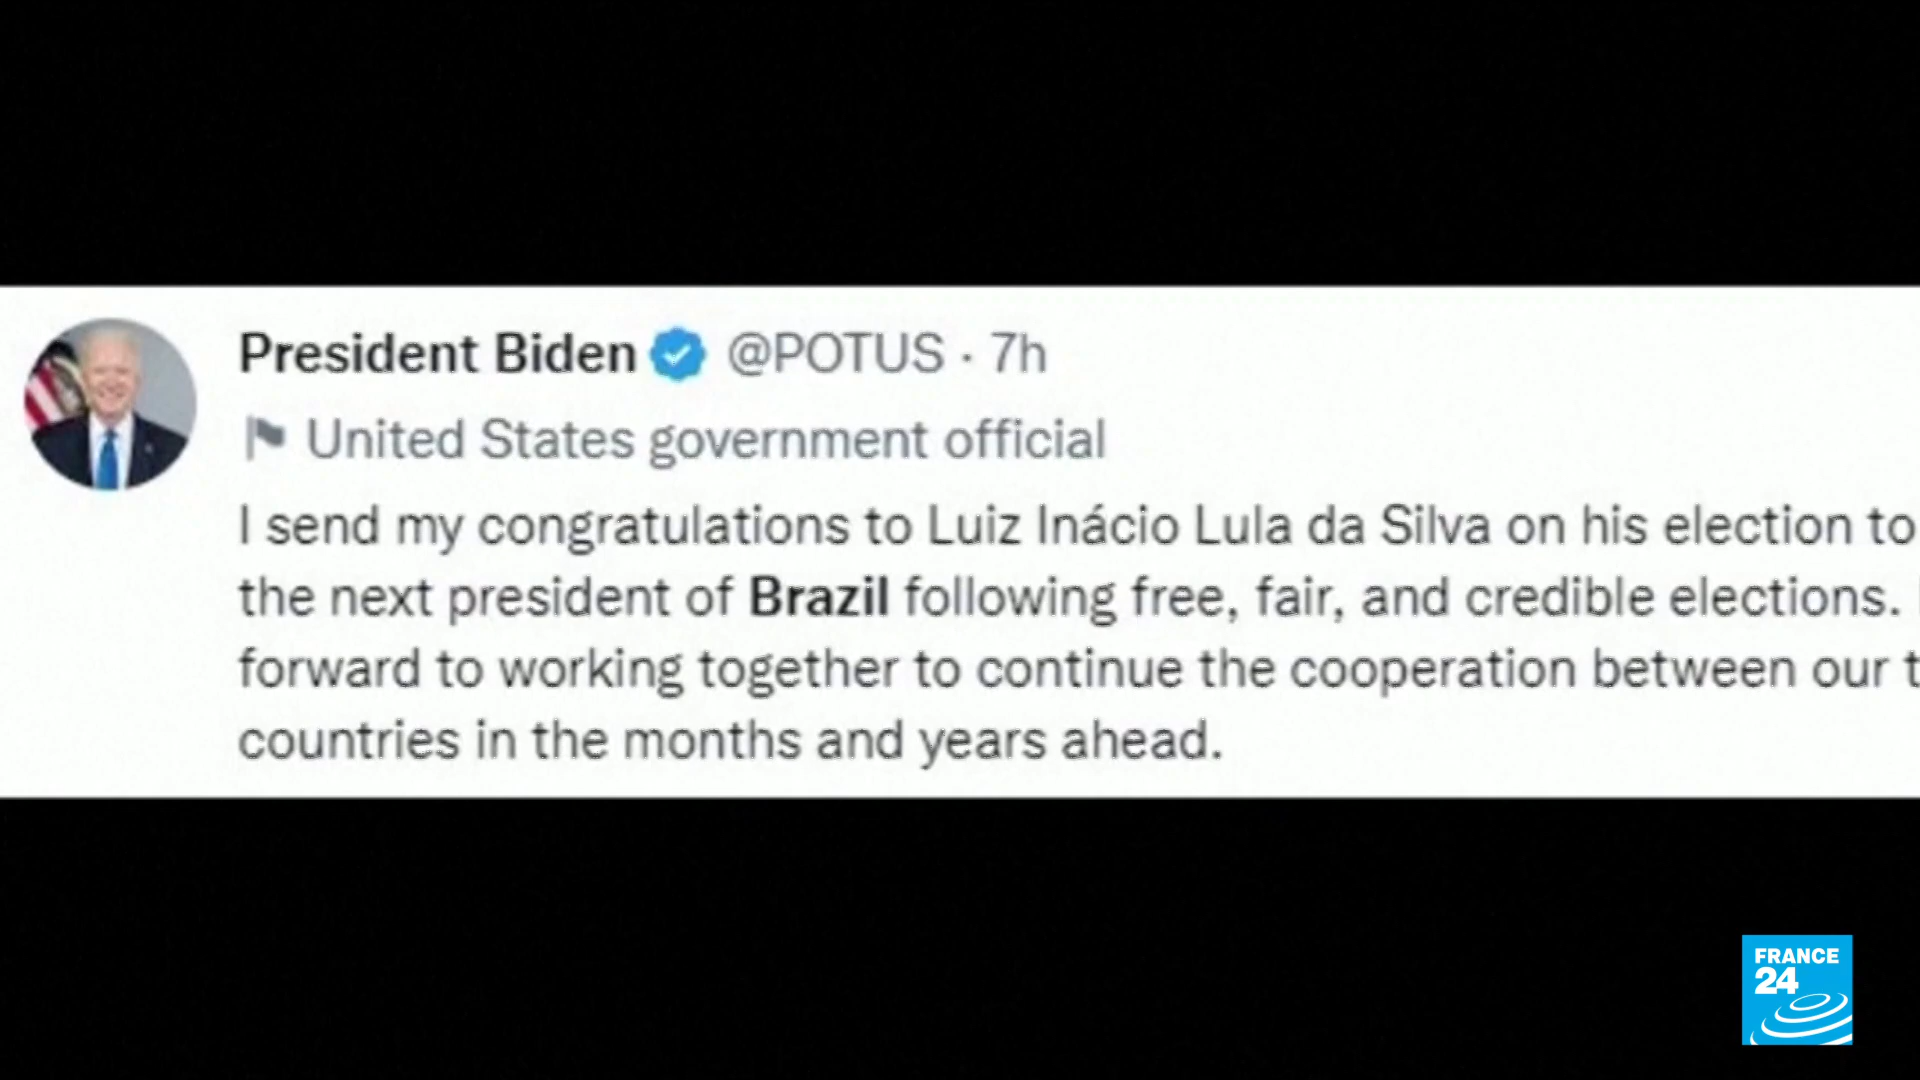 President Biden @POTUS · 7h
United States government official
I send my congratulations to Luiz Inácio Lula da Silva on his election to
the next president of Brazil following free, fair, and credible elections.
forward to working together to continue the cooperation between our t
countries in the months and years ahead.
FRANCE
24